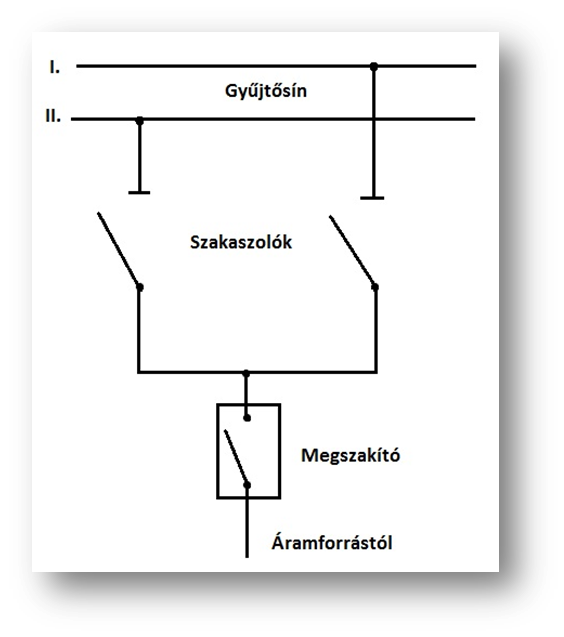 I.
Gyűjtősín
II.
Szakaszolók
Megszakító
Áramforrástól